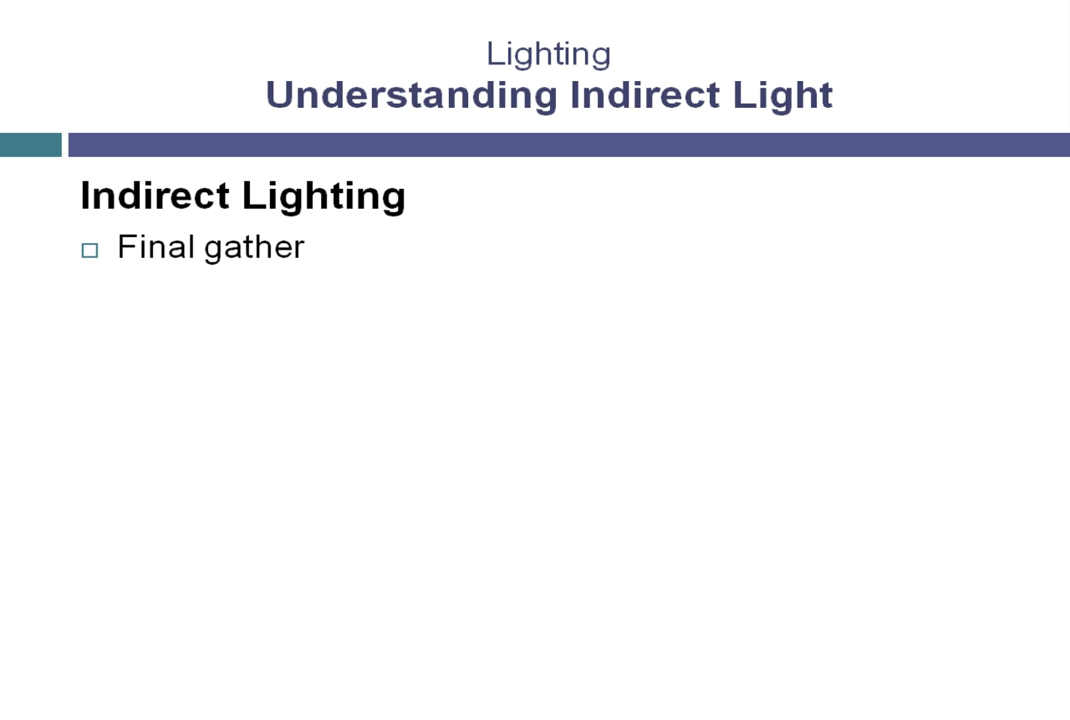 Lighting
Understanding Indirect Light
Indirect Lighting
Final gather